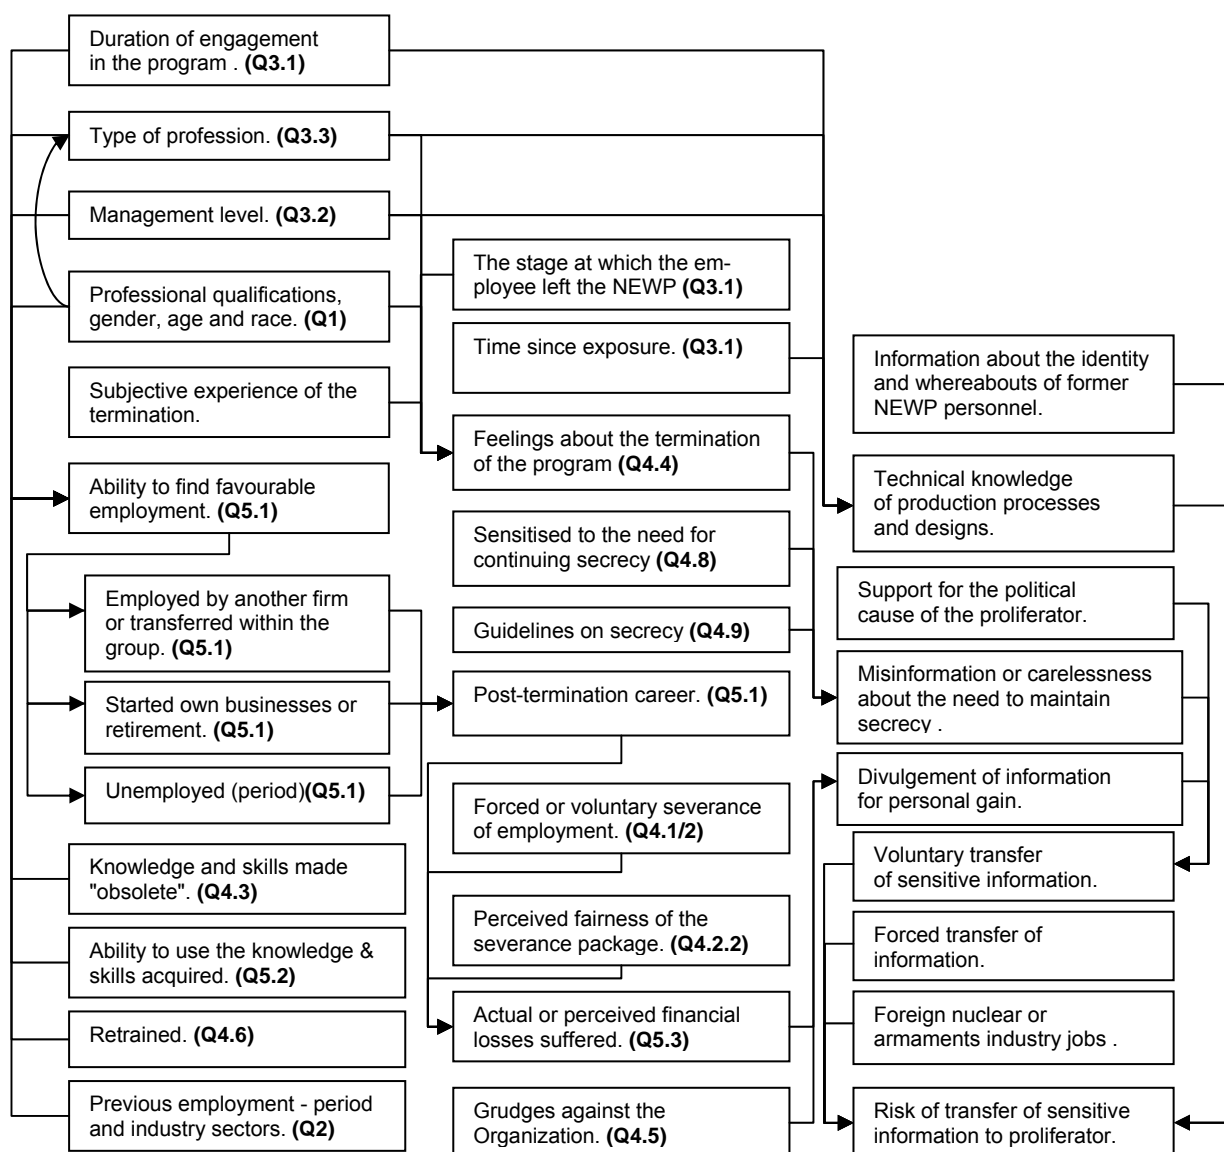 Duration of engagement
in the program . (Q3.1)
Type of profession. (Q3.3)
Management level. (Q3.2)
Professional qualifications,
gender, age and race. (Q1)
Subjective experience of the
termination.
Ability to find favourable
employment. (Q5.1)
Employed by another firm
or transferred within the
group. (Q5.1)
Started own businesses or
retirement. (Q5.1)
Unemployed (period)(Q5.1)
Knowledge and skills made
"obsolete". (Q4.3)
Ability to use the knowledge &
skills acquired. (Q5.2)
Retrained. (Q4.6)
Previous employment - period
and industry sectors. (Q2)
The stage at which the em-
ployee left the NEWP (Q3.1)
Time since exposure. (Q3.1)
Feelings about the termination
of the program (Q4.4)
Sensitised to the need for
continuing secrecy (Q4.8)
Guidelines on secrecy (Q4.9)
Post-termination career. (Q5.1)
Forced or voluntary severance
of employment. (Q4.1/2)
Perceived fairness of the
severance package. (Q4.2.2)
Actual or perceived financial
losses suffered. (Q5.3)
Grudges against the
Organization. (Q4.5)
Information about the identity
and whereabouts of former
NEWP personnel.
Technical knowledge
of production processes
and designs.
Support for the political
cause of the proliferator.
Misinformation or carelessness
about the need to maintain
secrecy .
Divulgement of information
for personal gain.
Voluntary transfer
of sensitive information.
Forced transfer of
information.
Foreign nuclear or
armaments industry jobs .
Risk of transfer of sensitive
information to proliferator.